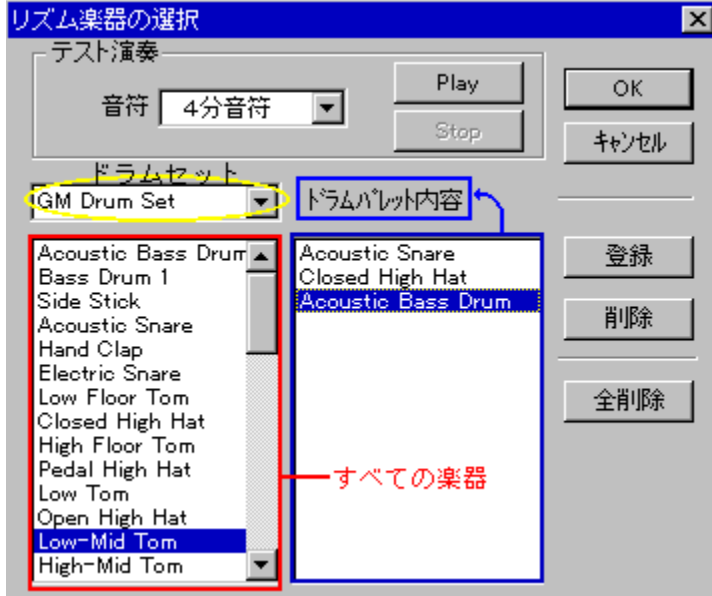 リズム楽器の選択
テスト演奏
音符
4分音符
Play
Stop
OK
キャンセル
ドラムセット
GM Drum Set
ドラムパレット内容
Acoustic Bass Drum
Bass Drum 1
Side Stick
Acoustic Snare
Hand Clap
Electric Snare
Low Floor Tom
Closed High Hat
High Floor Tom
Pedal High Hat
Low Tom
Open High Hat
Low-Mid Tom
High-Mid Tom
Acoustic Snare
Closed High Hat
Acoustic Bass Drum
すべての楽器
登録
削除
全削除